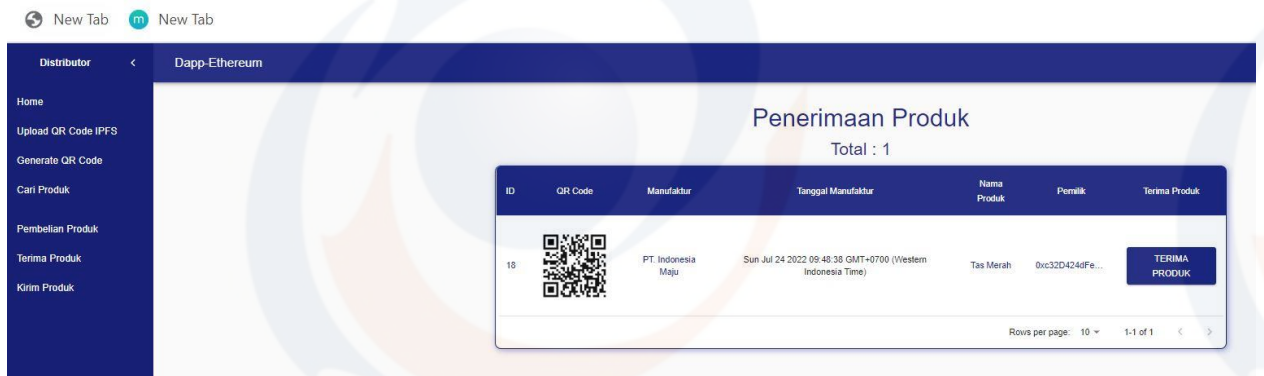 New Tab New Tab
Distributor < Dapp-Ethereum
Home
Upload QR Code IPFS
Generate QR Code
Cari Produk
Pembelian Produk
Terima Produk
Kirim Produk
Penerimaan Produk
Total : 1
ID QR Code Manufaktur Tanggal Manufaktur Nama Produk Pemilik Terima Produk
18 PT. Indonesia Maju Sun Jul 24 2022 09:48:38 GMT+0700 (Western Indonesia Time) Tas Merah 0xc32D424dFe... TERIMA PRODUK
Rows per page: 10 1-1 of 1 < >